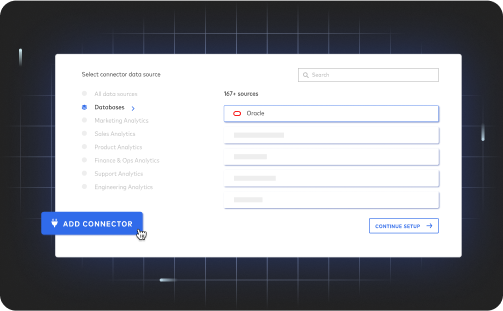 Select connector data source
Search
All data sources
167+ sources
Databases
Oracle
Marketing Analytics
Sales Analytics
Product Analytics
Finance & Ops Analytics
Support Analytics
Engineering Analytics
ADD CONNECTOR
CONTINUE SETUP